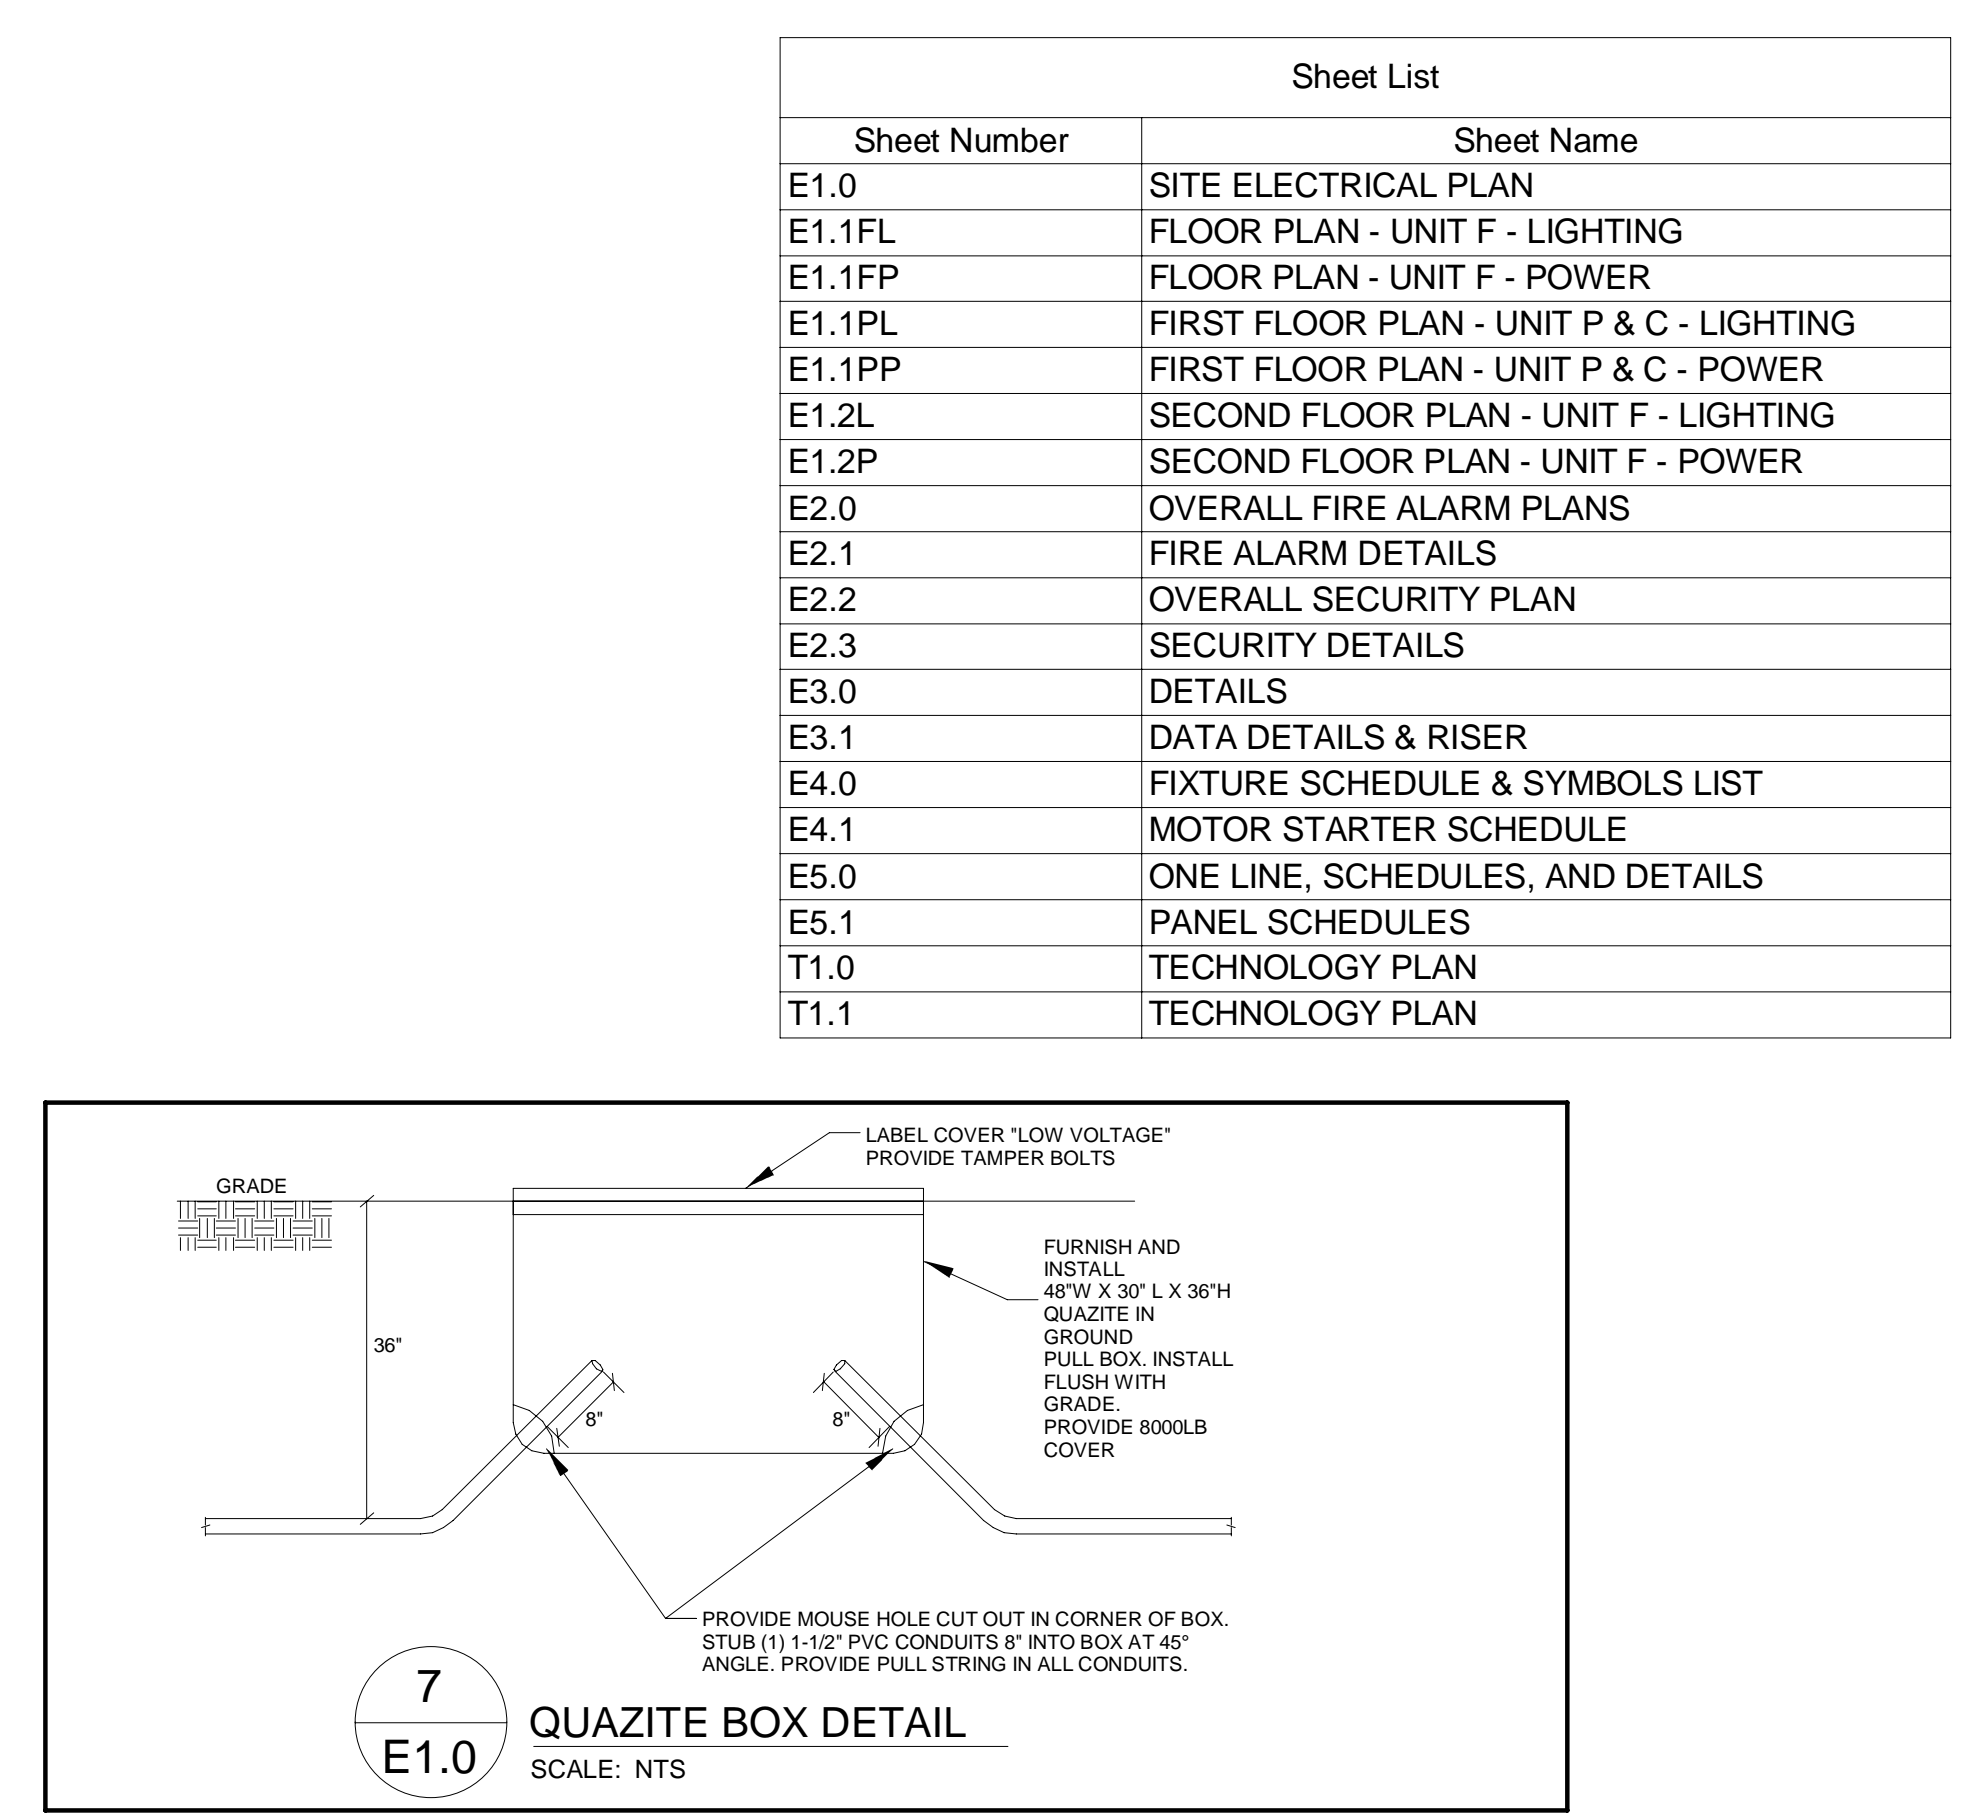 Sheet List
Sheet Number Sheet Name
E1.0 SITE ELECTRICAL PLAN
E1.1FL FLOOR PLAN - UNIT F - LIGHTING
E1.1FP FLOOR PLAN - UNIT F - POWER
E1.1PL FIRST FLOOR PLAN - UNIT P & C - LIGHTING
E1.1PP FIRST FLOOR PLAN - UNIT P & C - POWER
E1.2L SECOND FLOOR PLAN - UNIT F - LIGHTING
E1.2P SECOND FLOOR PLAN - UNIT F - POWER
E2.0 OVERALL FIRE ALARM PLANS
E2.1 FIRE ALARM DETAILS
E2.2 OVERALL SECURITY PLAN
E2.3 SECURITY DETAILS
E3.0 DETAILS
E3.1 DATA DETAILS & RISER
E4.0 FIXTURE SCHEDULE & SYMBOLS LIST
E4.1 MOTOR STARTER SCHEDULE
E5.0 ONE LINE, SCHEDULES, AND DETAILS
E5.1 PANEL SCHEDULES
T1.0 TECHNOLOGY PLAN
T1.1 TECHNOLOGY PLAN
LABEL COVER "LOW VOLTAGE"
PROVIDE TAMPER BOLTS
GRADE
FURNISH AND
INSTALL
48"W X 30" L X 36"H
QUAZITE IN
GROUND
PULL BOX. INSTALL
FLUSH WITH
GRADE.
PROVIDE 8000LB
COVER
36"
8"
8"
PROVIDE MOUSE HOLE CUT OUT IN CORNER OF BOX.
STUB (1) 1-1/2" PVC CONDUITS 8" INTO BOX AT 45°
ANGLE. PROVIDE PULL STRING IN ALL CONDUITS.
7
E1.0
QUAZITE BOX DETAIL
SCALE: NTS